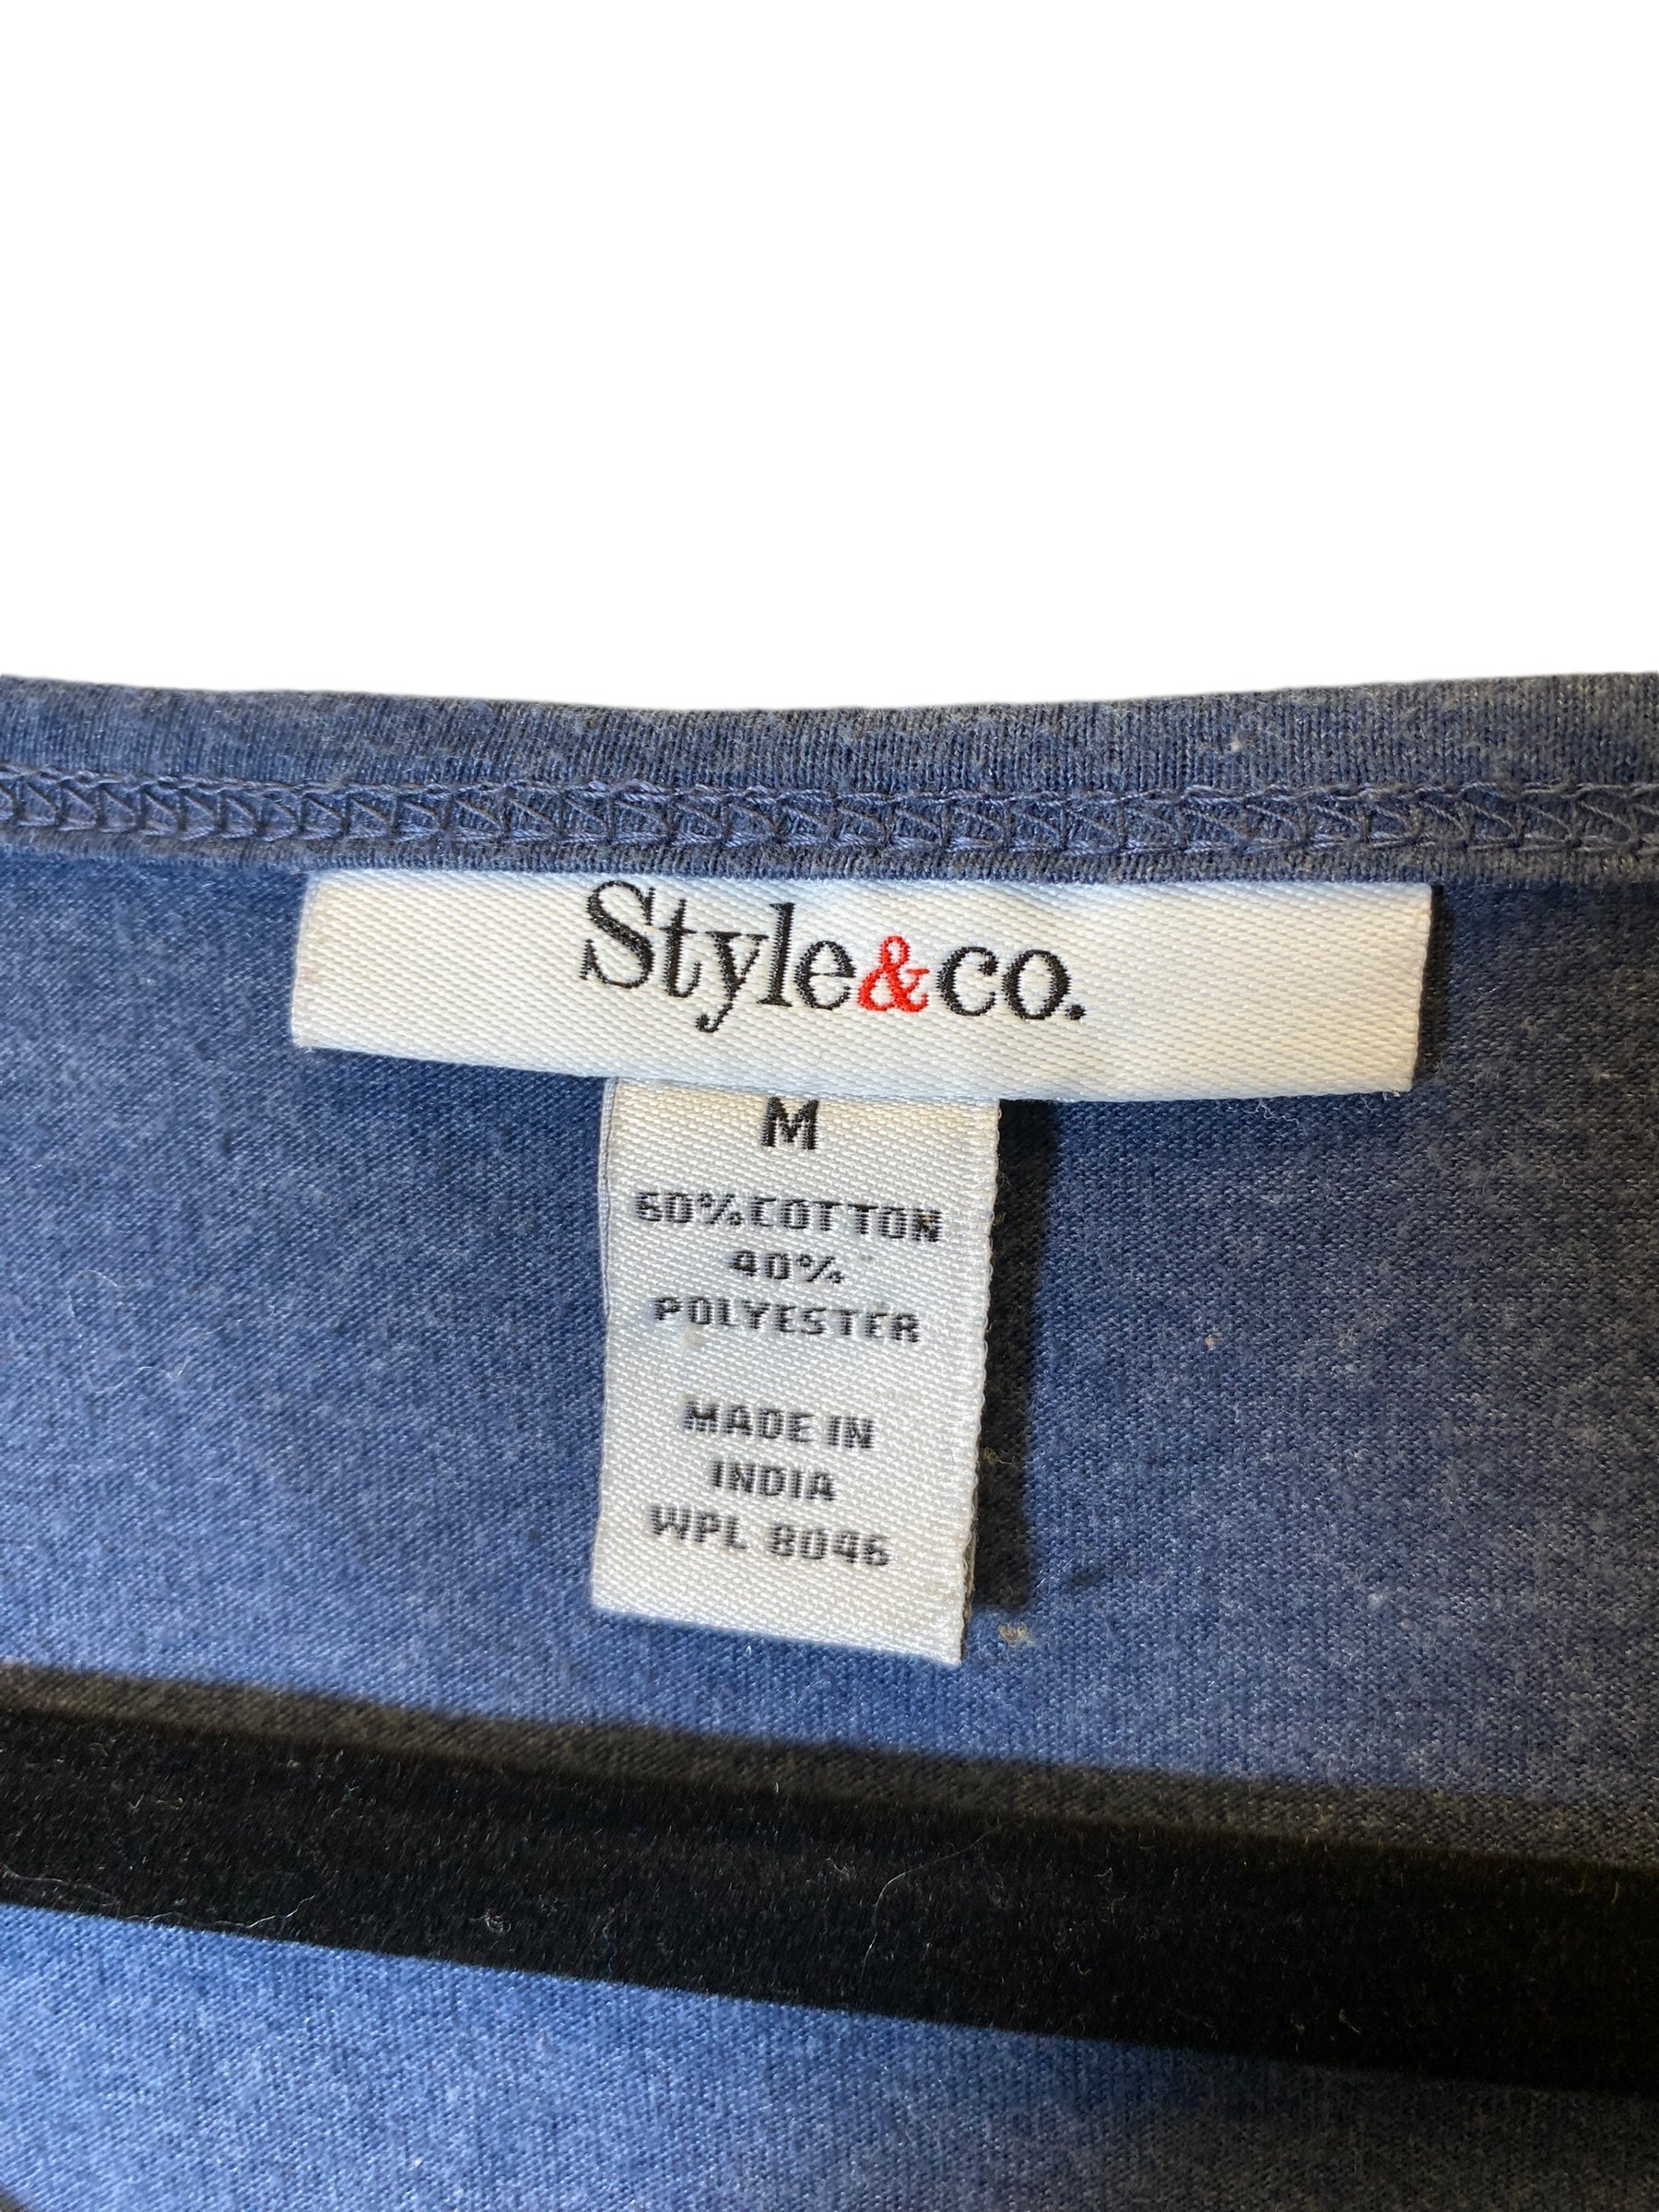 Style&co.
M
60% COTTON
40%
POLYESTER
MADE IN
INDIA
WPL 8046